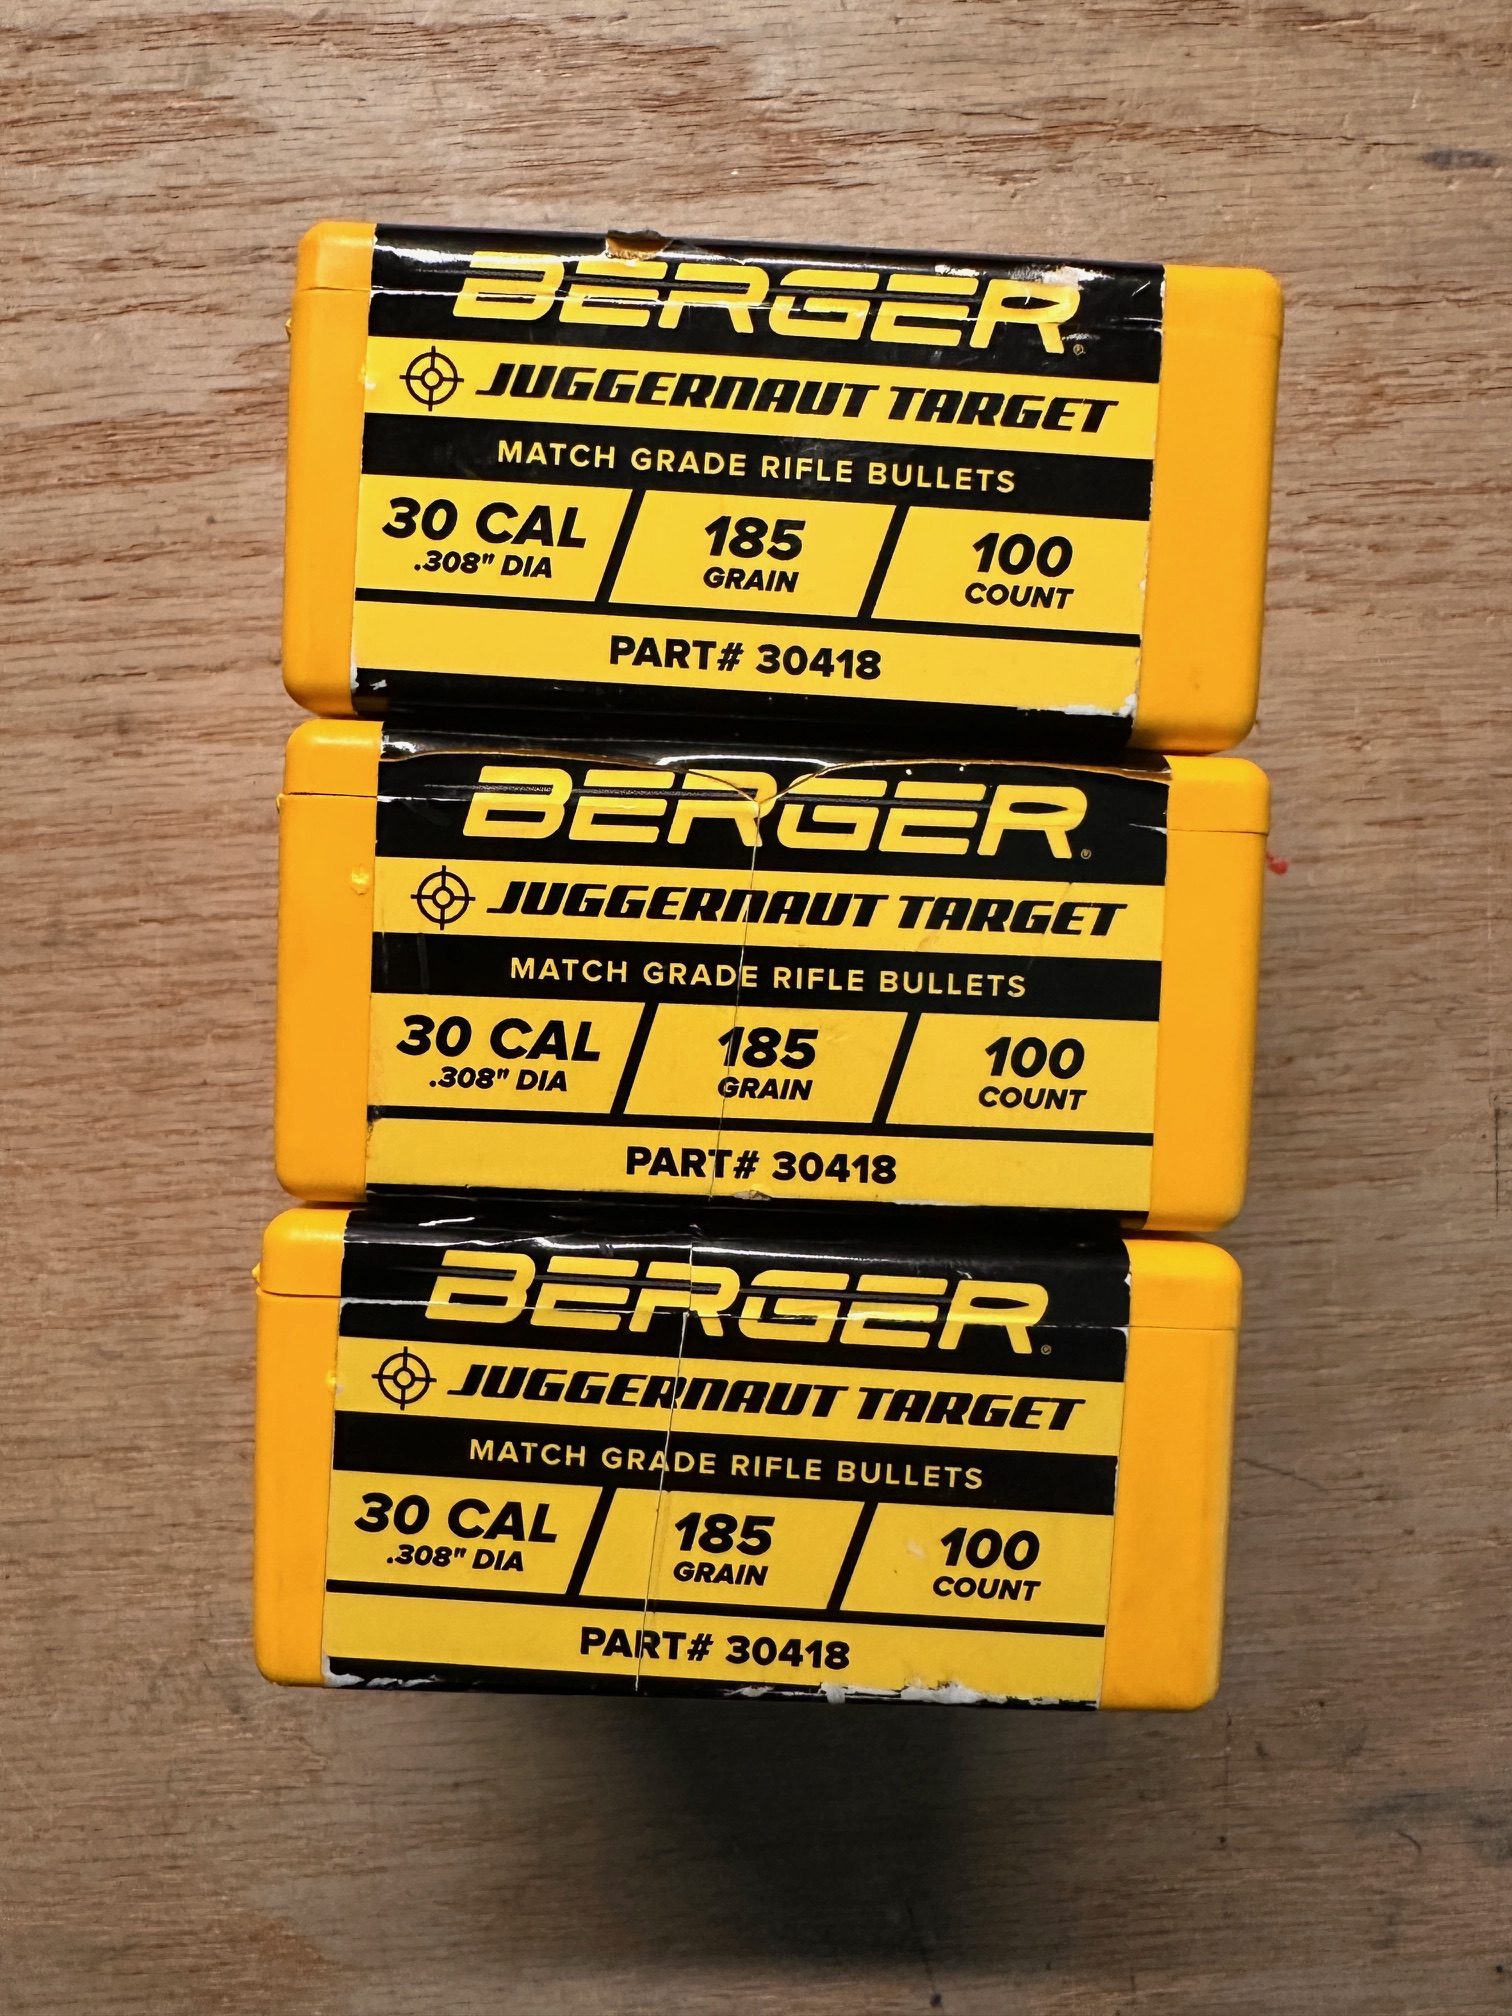 BERGER®
JUGGERNAUT TARGET
MATCH GRADE RIFLE BULLETS
30 CAL 185 100
.308" DIA GRAIN COUNT
PART# 30418
BERGER®
JUGGERNAUT TARGET
MATCH GRADE RIFLE BULLETS
30 CAL 185 100
.308" DIA GRAIN COUNT
PART# 30418
BERGER®
JUGGERNAUT TARGET
MATCH GRADE RIFLE BULLETS
30 CAL 185 100
.308" DIA GRAIN COUNT
PART# 30418